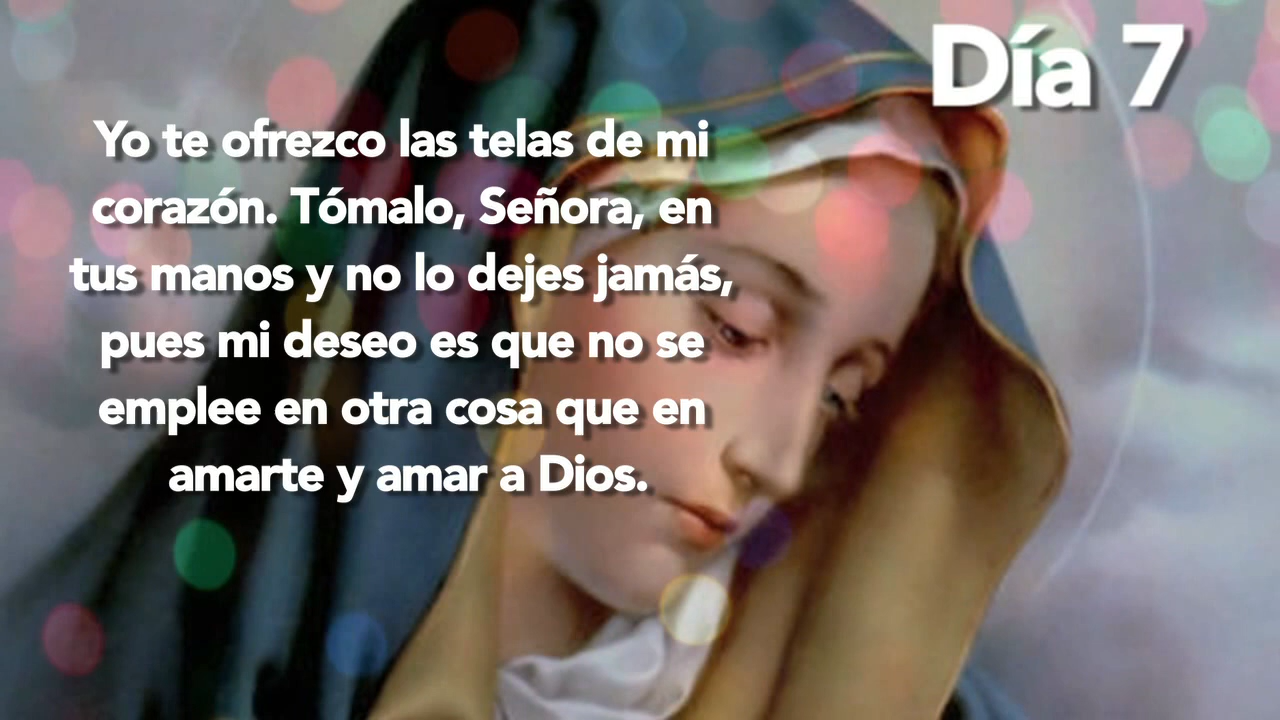 Día 7
Yo te ofrezco las telas de mi
corazón. Tómalo, Señora, en
tus manos y no lo dejes jamás,
pues mi deseo es que no se
emplee en otra cosa que en
amarte y amar a Dios.